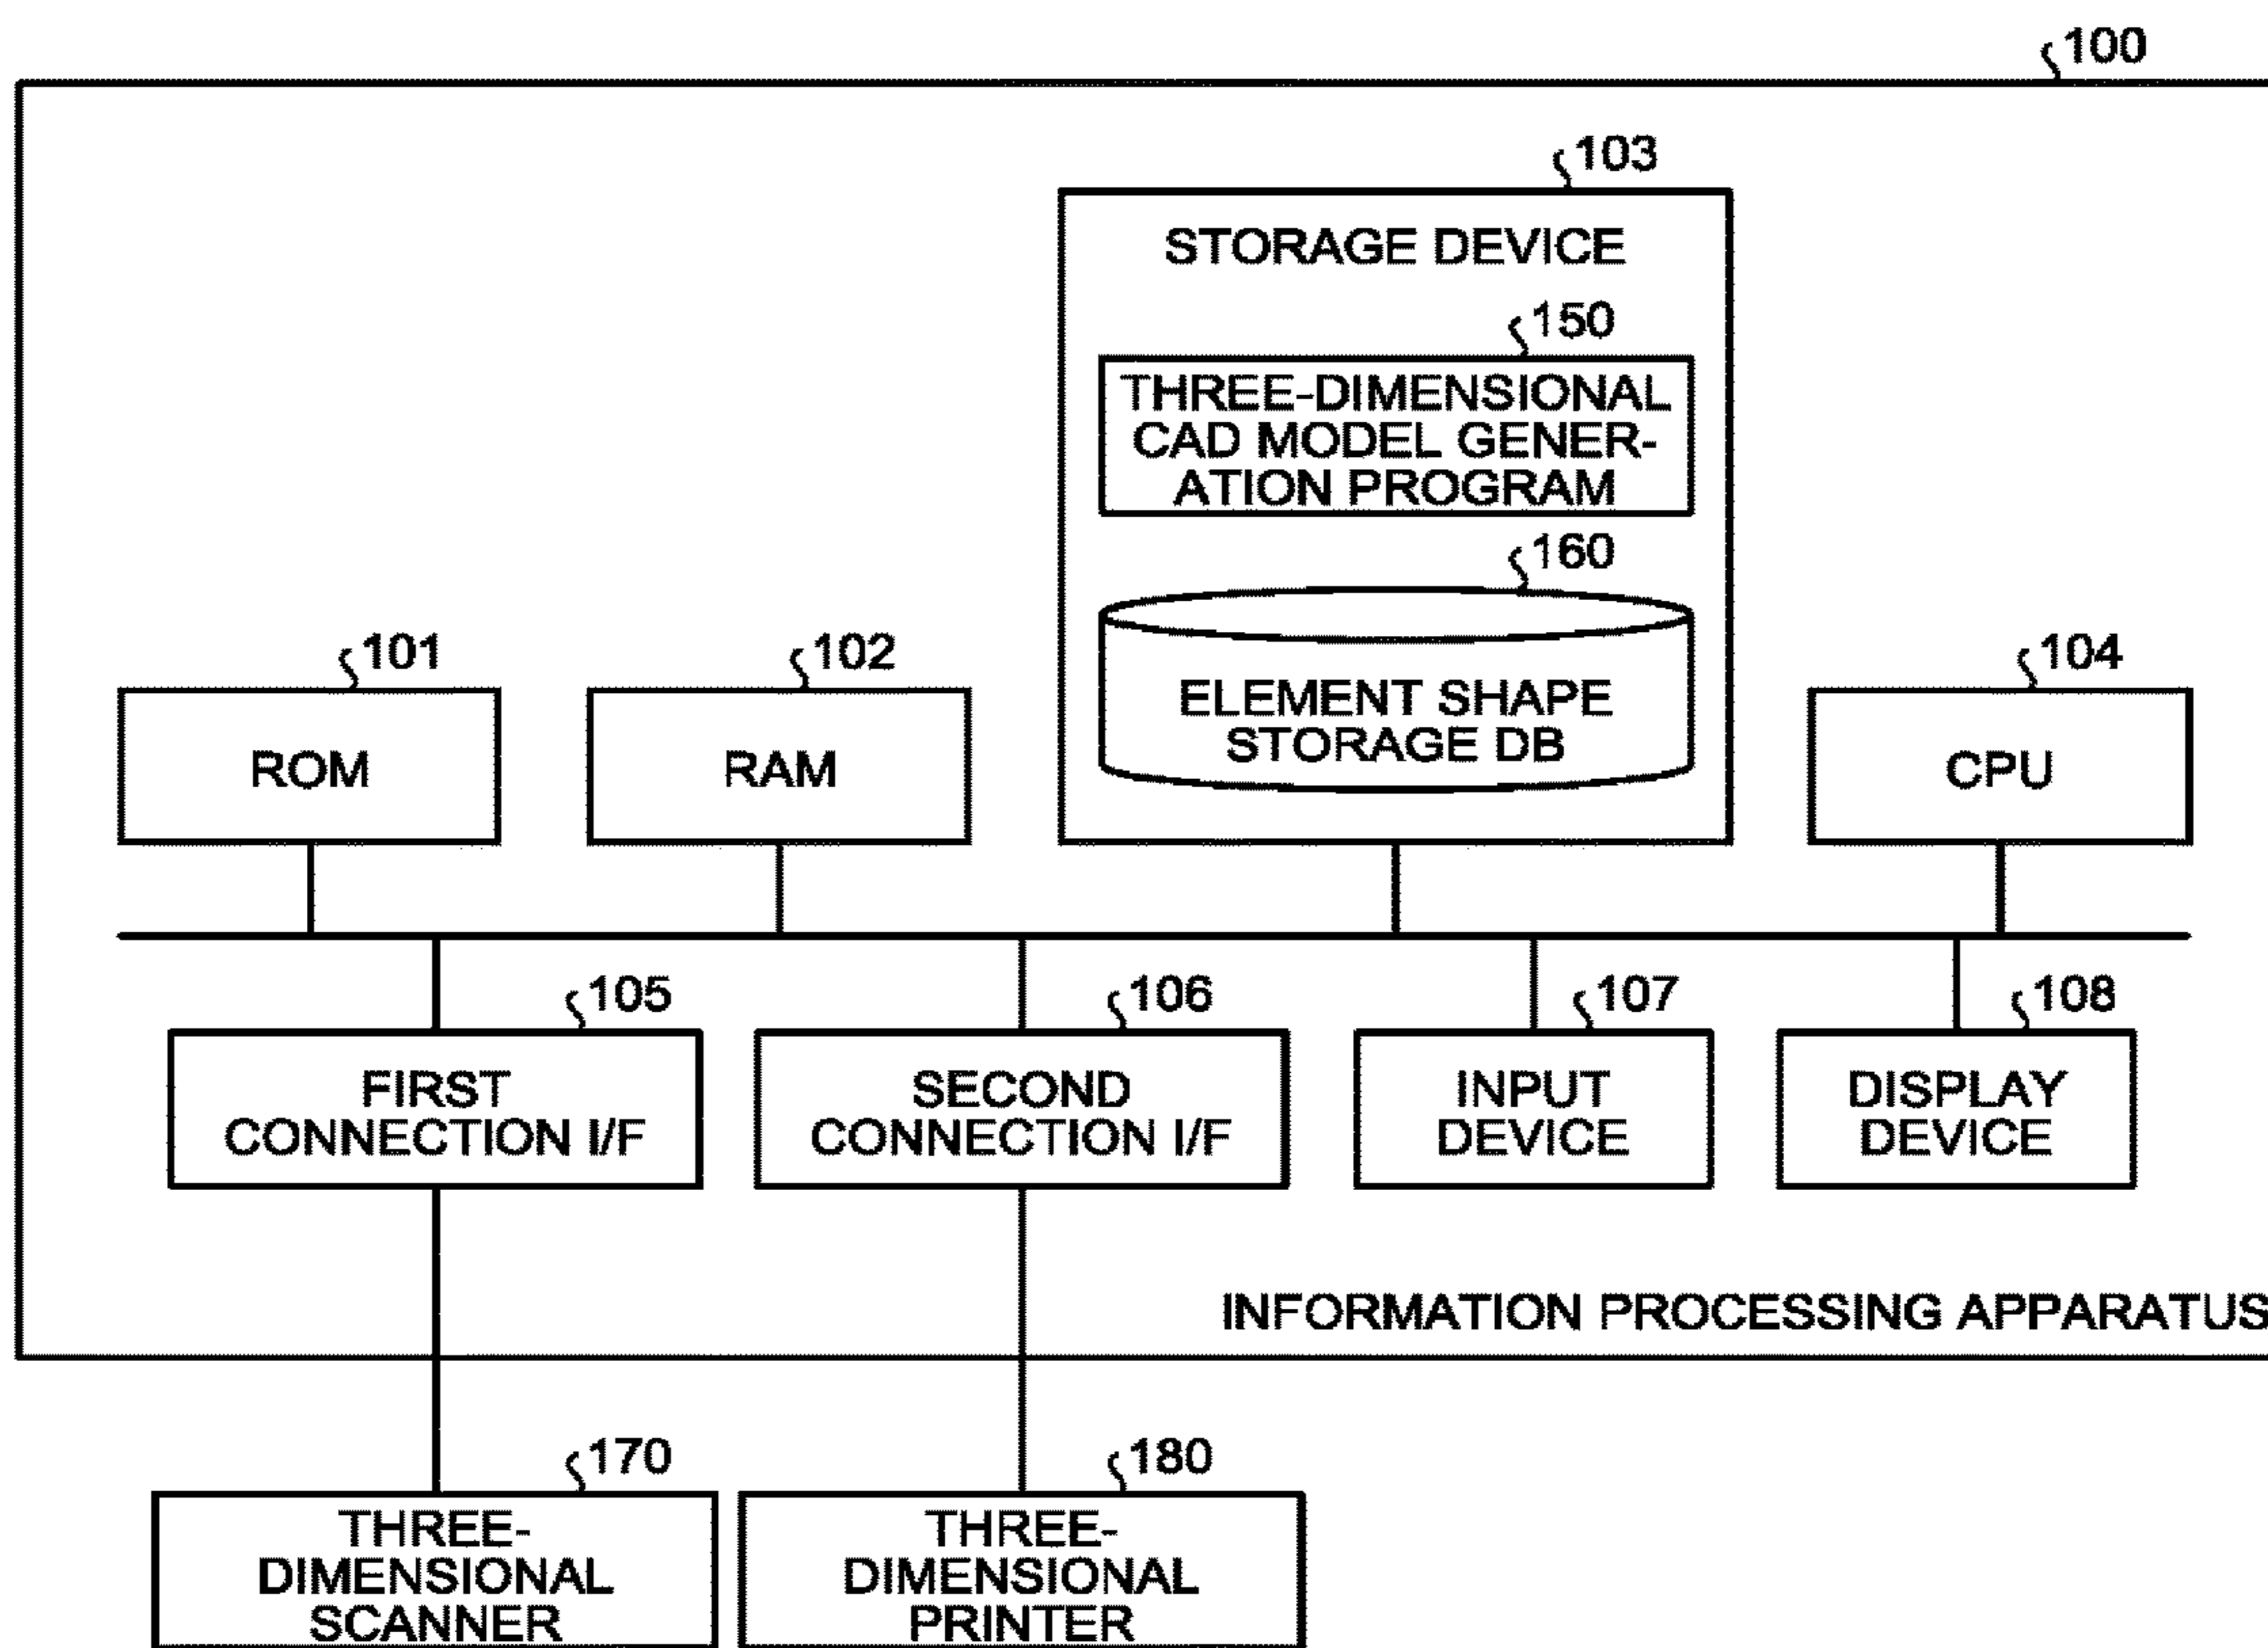 100
103
STORAGE DEVICE
150
THREE-DIMENSIONAL
CAD MODEL GENER-
ATION PROGRAM
160
ELEMENT SHAPE
STORAGE DB
101
ROM
102
RAM
104
CPU
105
FIRST
CONNECTION I/F
106
SECOND
CONNECTION I/F
107
INPUT
DEVICE
108
DISPLAY
DEVICE
INFORMATION PROCESSING APPARATUS
170
THREE-
DIMENSIONAL
SCANNER
180
THREE-
DIMENSIONAL
PRINTER